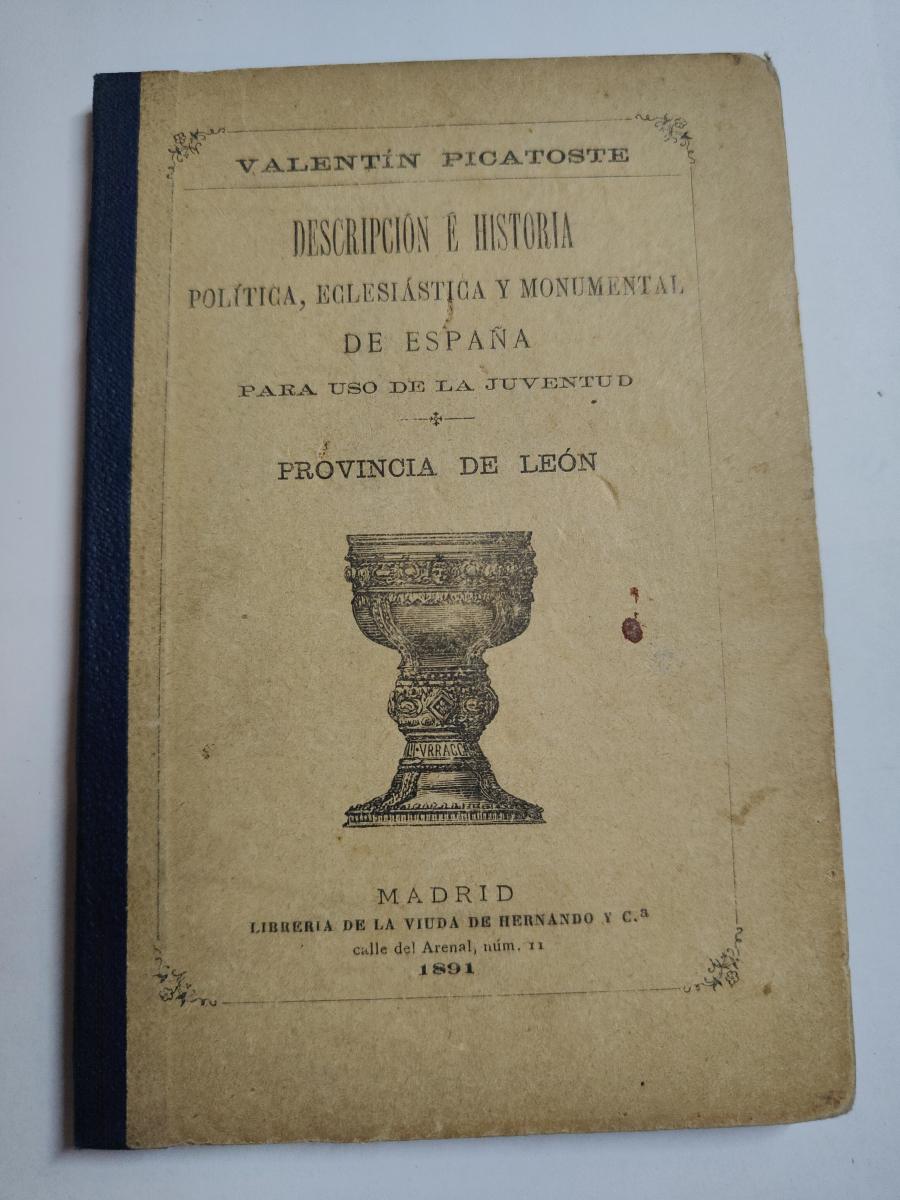 VALENTÍN PICATOSTE
DESCRIPCIÓN É HISTORIA
POLÍTICA, ECLESIÁSTICA Y MONUMENTAL
DE ESPAÑA
PARA USO DE LA JUVENTUD
PROVINCIA DE LEÓN
VRRACCA
MADRID
LIBRERIA DE LA VIUDA DE HERNANDO Y C.ª
calle del Arenal, núm. 11
1891